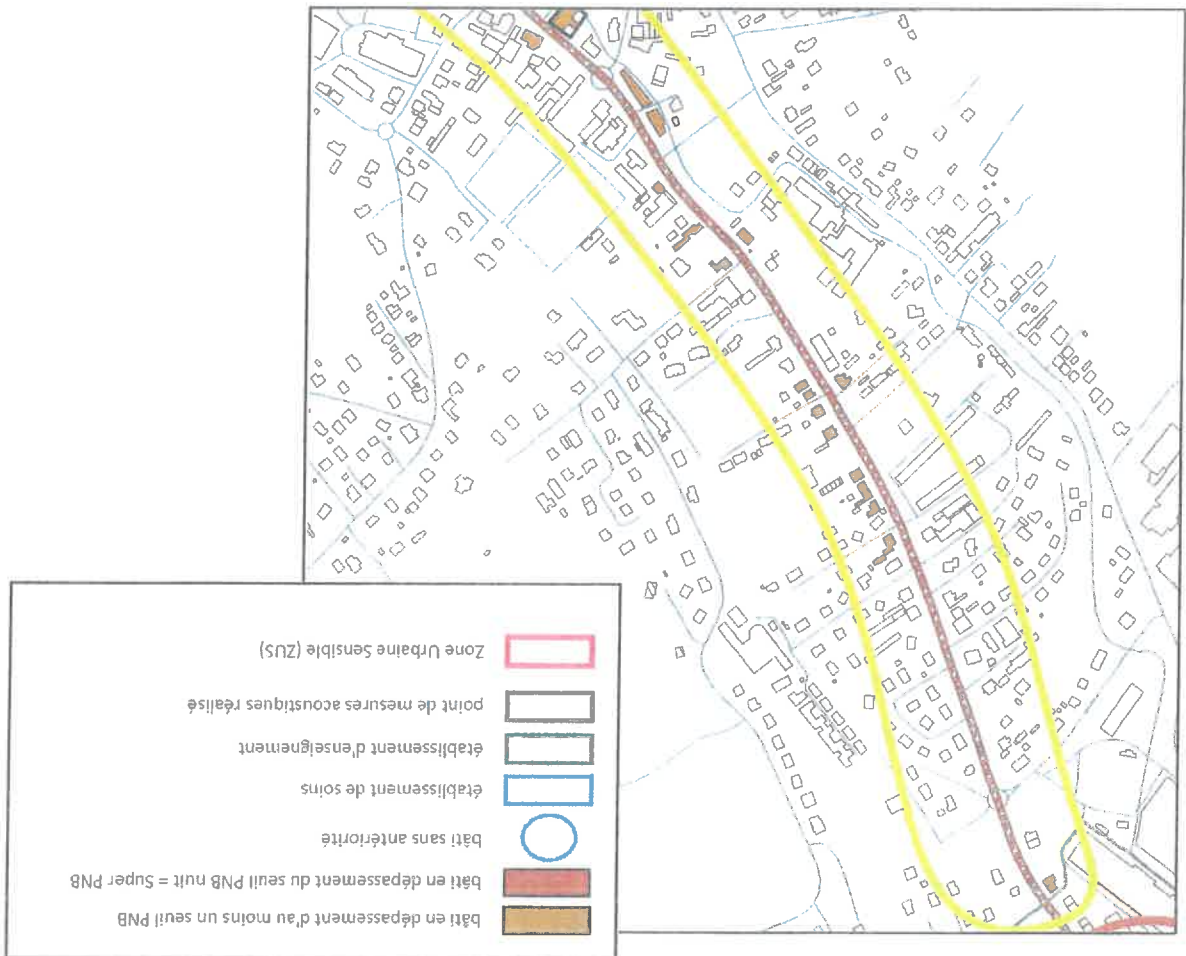 bâti en dépassement d'au moins un seuil PNB
bâti en dépassement du seuil PNB nuit = Super PNB
bâti sans antériorité
établissement de soins
établissement d'enseignement
point de mesures acoustiques réalisé
Zone Urbaine Sensible (ZUS)